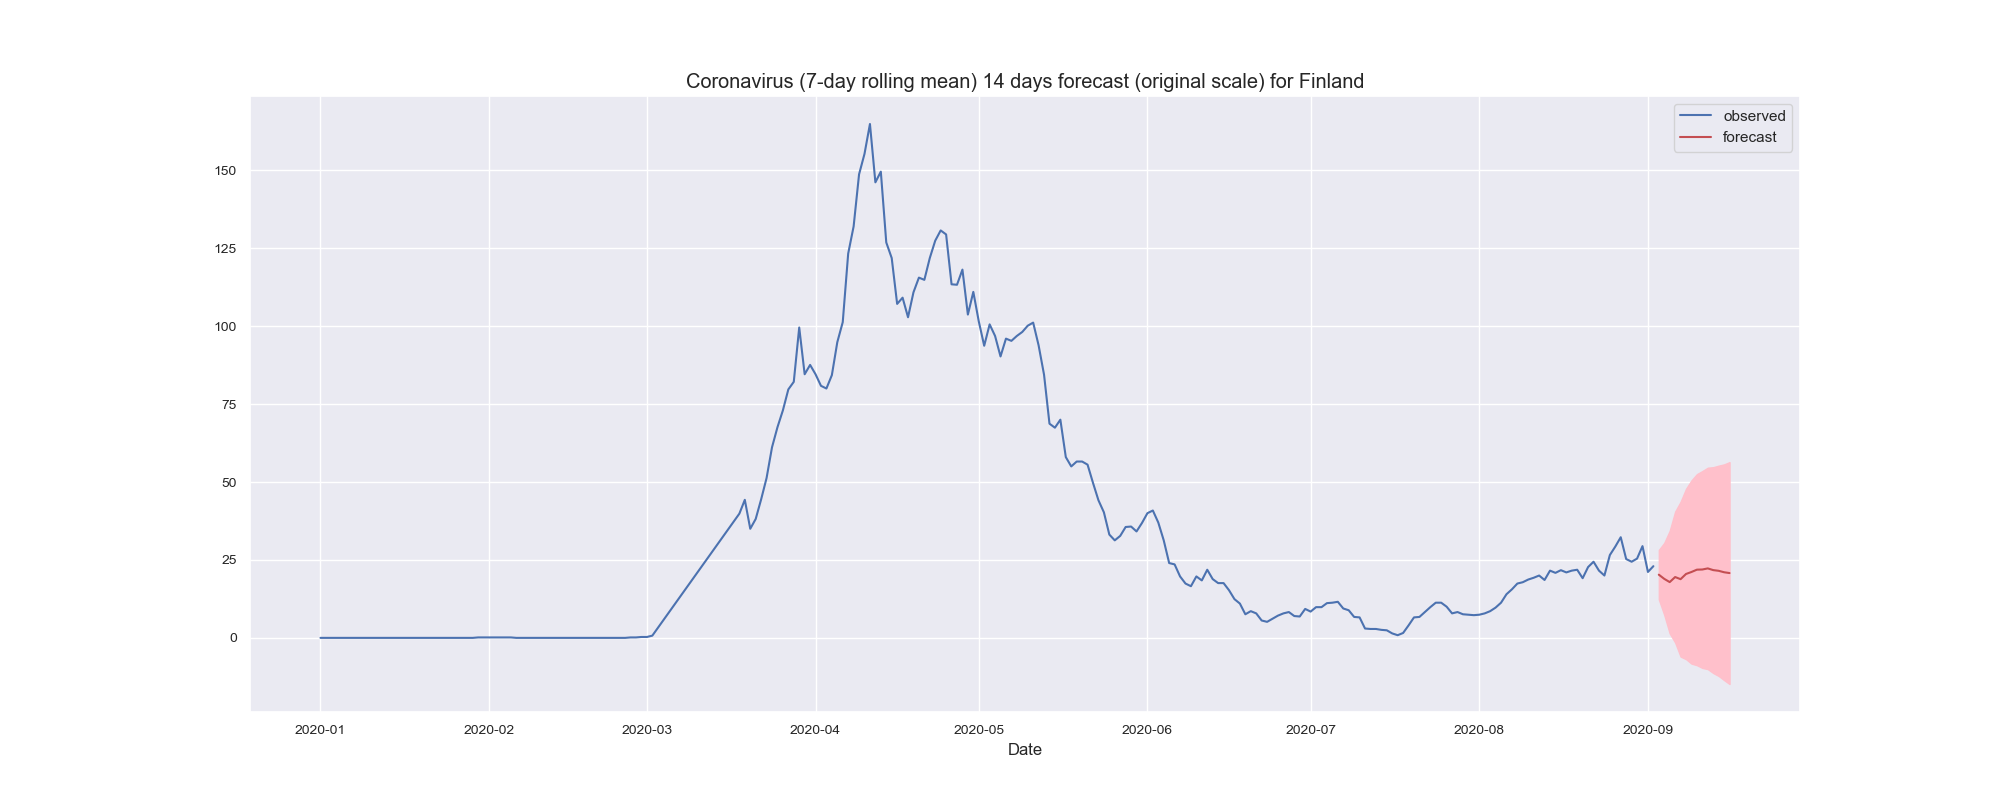 Coronavirus (7-day rolling mean) 14 days forecast (original scale) for Finland
observed
forecast
150
125
100
75
50
25
0
2020-01 2020-02 2020-03 2020-04 2020-05 2020-06 2020-07 2020-08 2020-09
Date